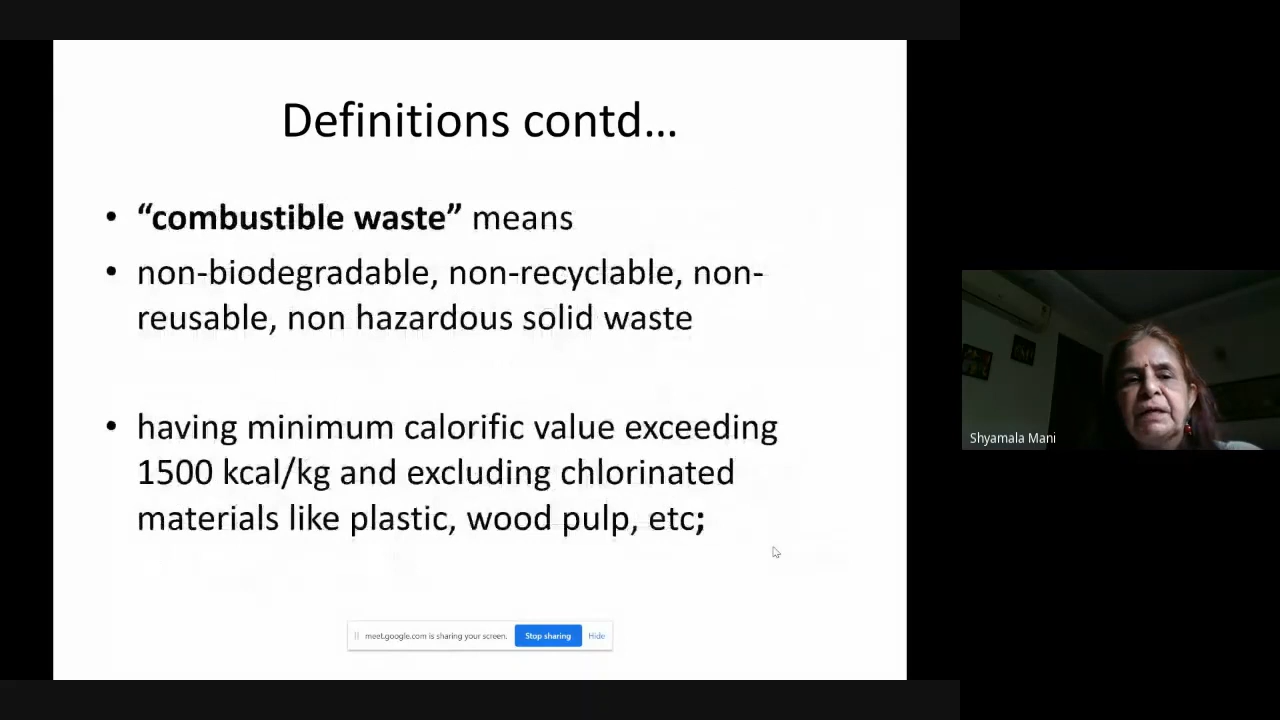 Definitions contd…
• “combustible waste” means
• non-biodegradable, non-recyclable, non-
reusable, non hazardous solid waste
• having minimum calorific value exceeding
1500 kcal/kg and excluding chlorinated
materials like plastic, wood pulp, etc;
meet.google.com is sharing your screen. Stop sharing Hide
Shyamala Mani